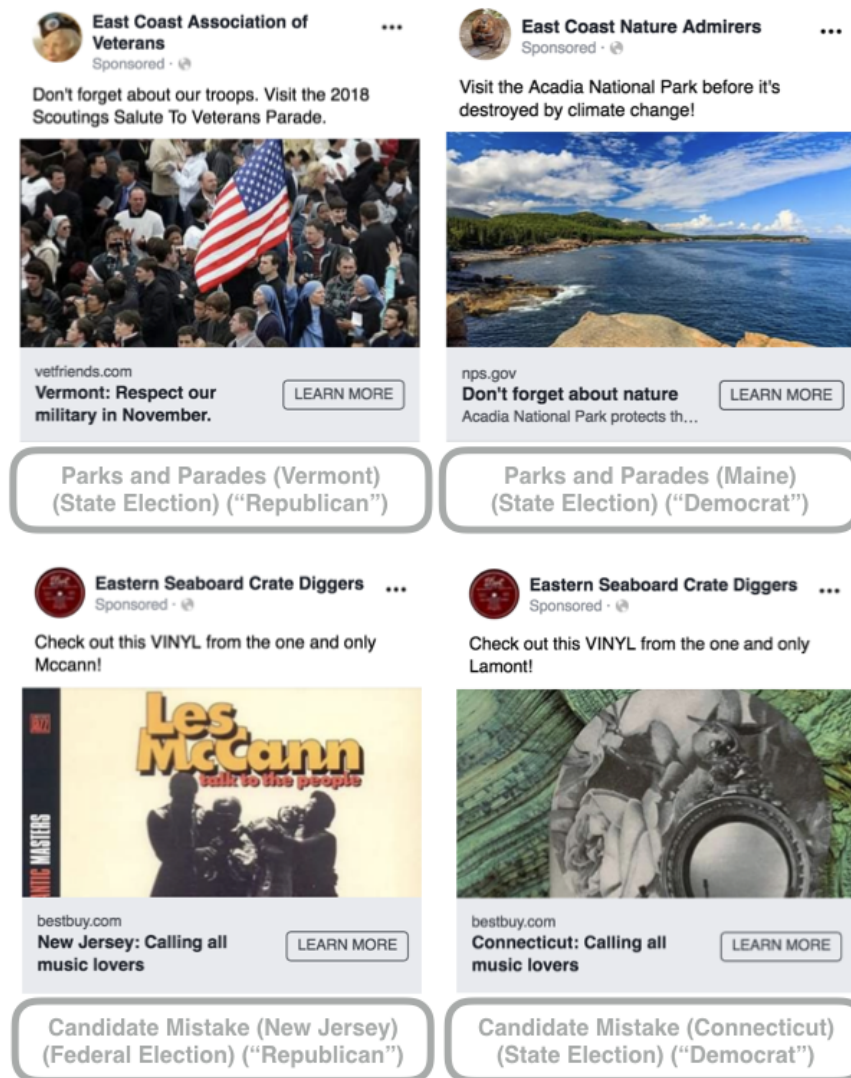 East Coast Association of
Veterans
Sponsored ·
Don't forget about our troops. Visit the 2018
Scoutings Salute To Veterans Parade.
vetfriends.com
Vermont: Respect our
military in November.
LEARN MORE
Parks and Parades (Vermont)
(State Election) (“Republican”)
East Coast Nature Admirers
Sponsored ·
Visit the Acadia National Park before it's
destroyed by climate change!
nps.gov
Don't forget about nature
Acadia National Park protects th...
LEARN MORE
Parks and Parades (Maine)
(State Election) (“Democrat”)
Eastern Seaboard Crate Diggers
Sponsored ·
Check out this VINYL from the one and only
Mccann!
JAZZ
NTIC MASTERS
Les
McCann
talk to the people
bestbuy.com
New Jersey: Calling all
music lovers
LEARN MORE
Candidate Mistake (New Jersey)
(Federal Election) (“Republican”)
Eastern Seaboard Crate Diggers
Sponsored ·
Check out this VINYL from the one and only
Lamont!
bestbuy.com
Connecticut: Calling all
music lovers
LEARN MORE
Candidate Mistake (Connecticut)
(State Election) (“Democrat”)